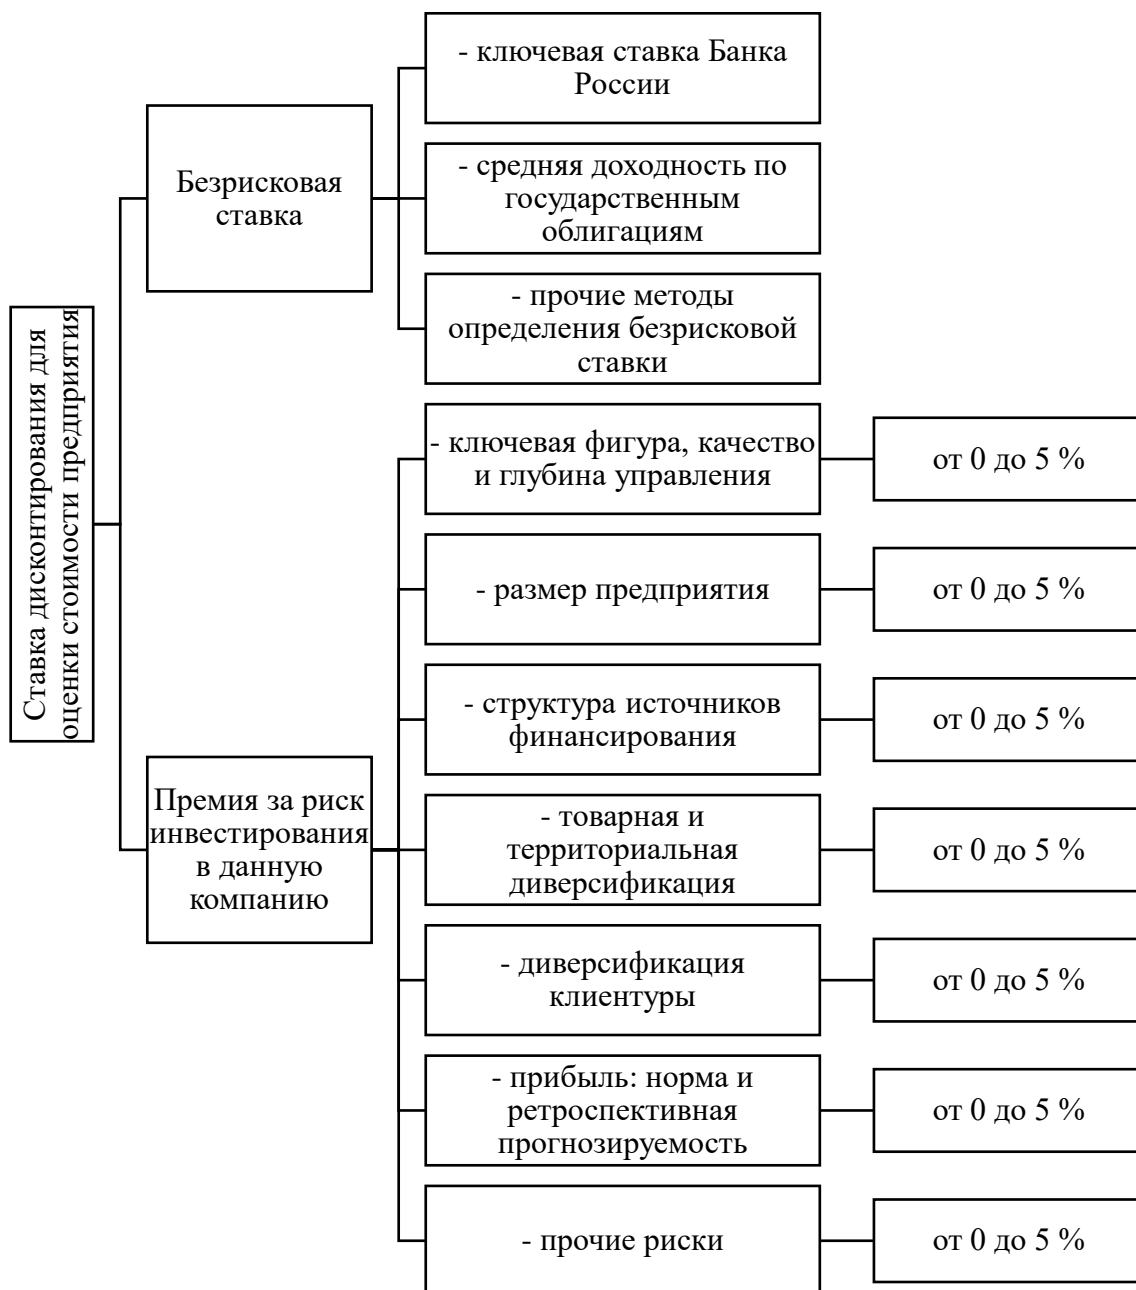 Ставка дисконтирования для
оценки стоимости предприятия
Безрисковая
ставка
- ключевая ставка Банка
России
- средняя доходность по
государственным
облигациям
- прочие методы
определения безрисковой
ставки
Премия за риск
инвестирования
в данную
компанию
- ключевая фигура, качество
и глубина управления
от 0 до 5 %
- размер предприятия
от 0 до 5 %
- структура источников
финансирования
от 0 до 5 %
- товарная и
территориальная
диверсификация
от 0 до 5 %
- диверсификация
клиентуры
от 0 до 5 %
- прибыль: норма и
ретроспективная
прогнозируемость
от 0 до 5 %
- прочие риски
от 0 до 5 %